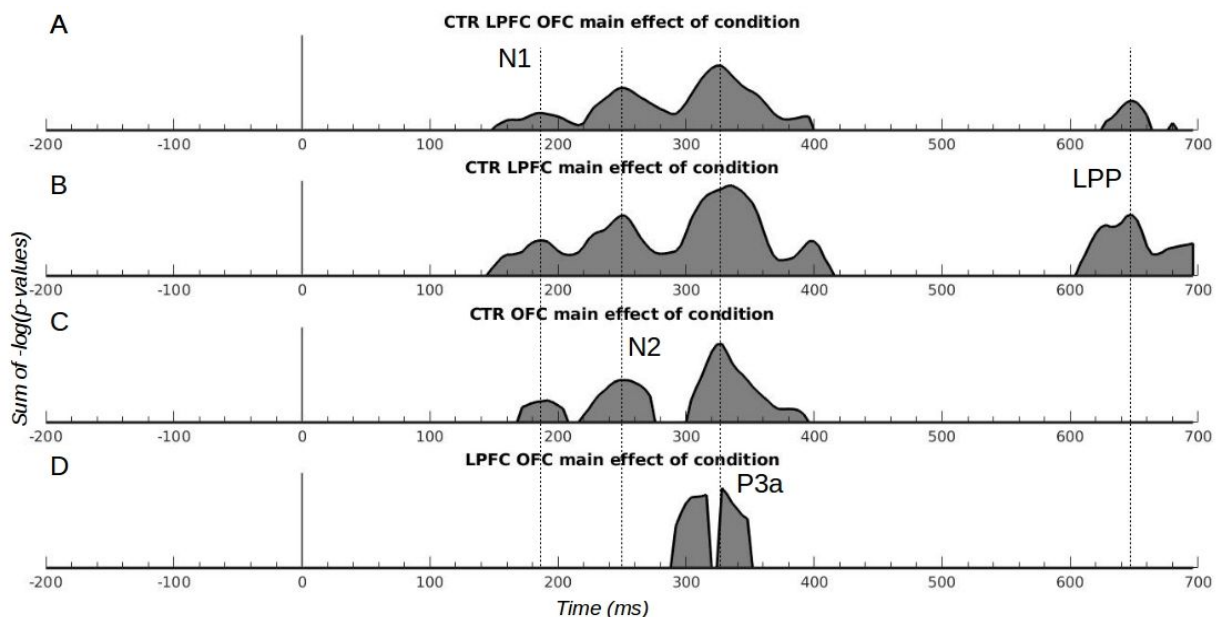 A
CTR LPFC OFC main effect of condition
N1
-200 -100 0 100 200 300 400 500 600 700
B
CTR LPFC main effect of condition
LPP
-200 -100 0 100 200 300 400 500 600 700
C
CTR OFC main effect of condition
N2
-200 -100 0 100 200 300 400 500 600 700
D
LPFC OFC main effect of condition
P3a
-200 -100 0 100 200 300 400 500 600 700
Time (ms)
Sum of -log(p-values)